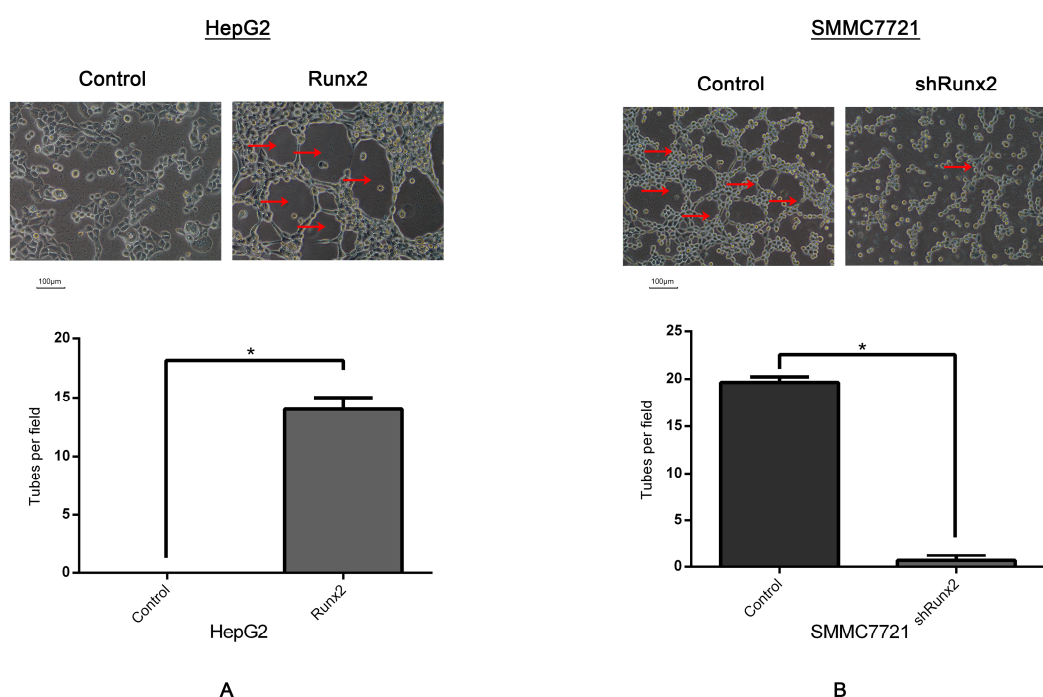 HepG2
Control Runx2
100µm
20
15
10
5
0
Tubes per field
*
Control
Runx2
HepG2
A
SMMC7721
Control shRunx2
100µm
25
20
15
10
5
0
Tubes per field
*
Control
shRunx2
SMMC7721
B